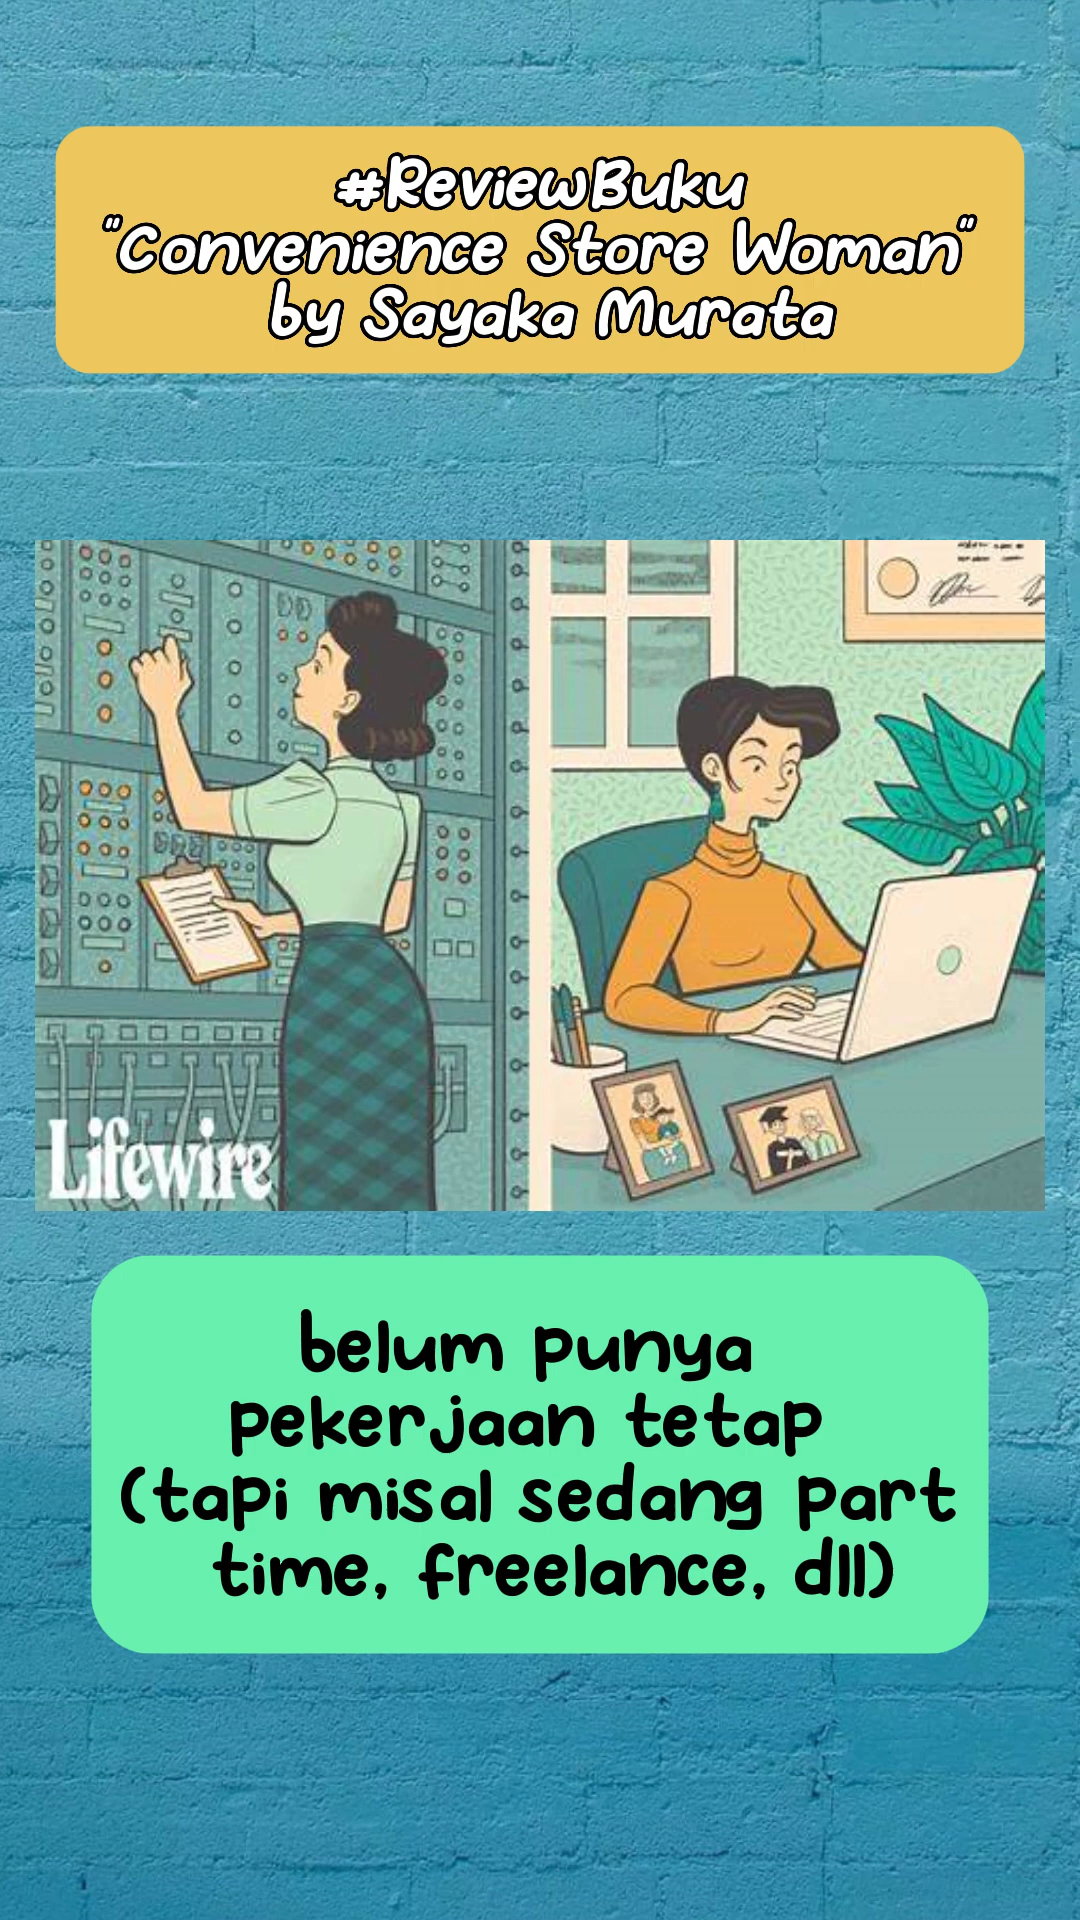 #ReviewBuku
"Convenience Store Woman"
by Sayaka Murata
Lifewire
belum punya
pekerjaan tetap
(tapi misal sedang part
time, freelance, dll)